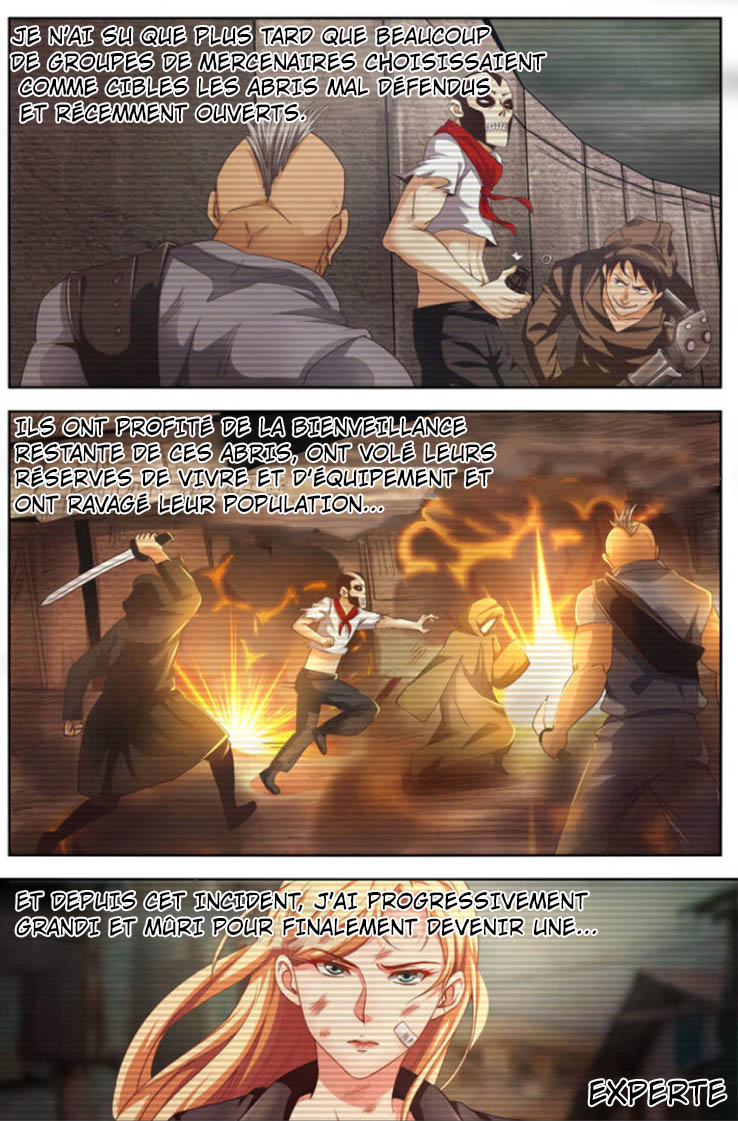 JE N'AI SU QUE PLUS TARD QUE BEAUCOUP
DE GROUPES DE MERCENAIRES CHOISISSAIENT
COMME CIBLES LES ABRIS MAL DÉFENDUS
ET RÉCEMMENT OUVERTS.
ILS ONT PROFITÉ DE LA BIENVEILLANCE
RESTANTE DE CES ABRIS, ONT VOLÉ LEURS
RÉSERVES DE VIVRE ET D'ÉQUIPEMENT ET
ONT RAVAGÉ LEUR POPULATION...
ET DEPUIS CET INCIDENT, J'AI PROGRESSIVEMENT
GRANDI ET MÛRI POUR FINALEMENT DEVENIR UNE...
EXPERTE